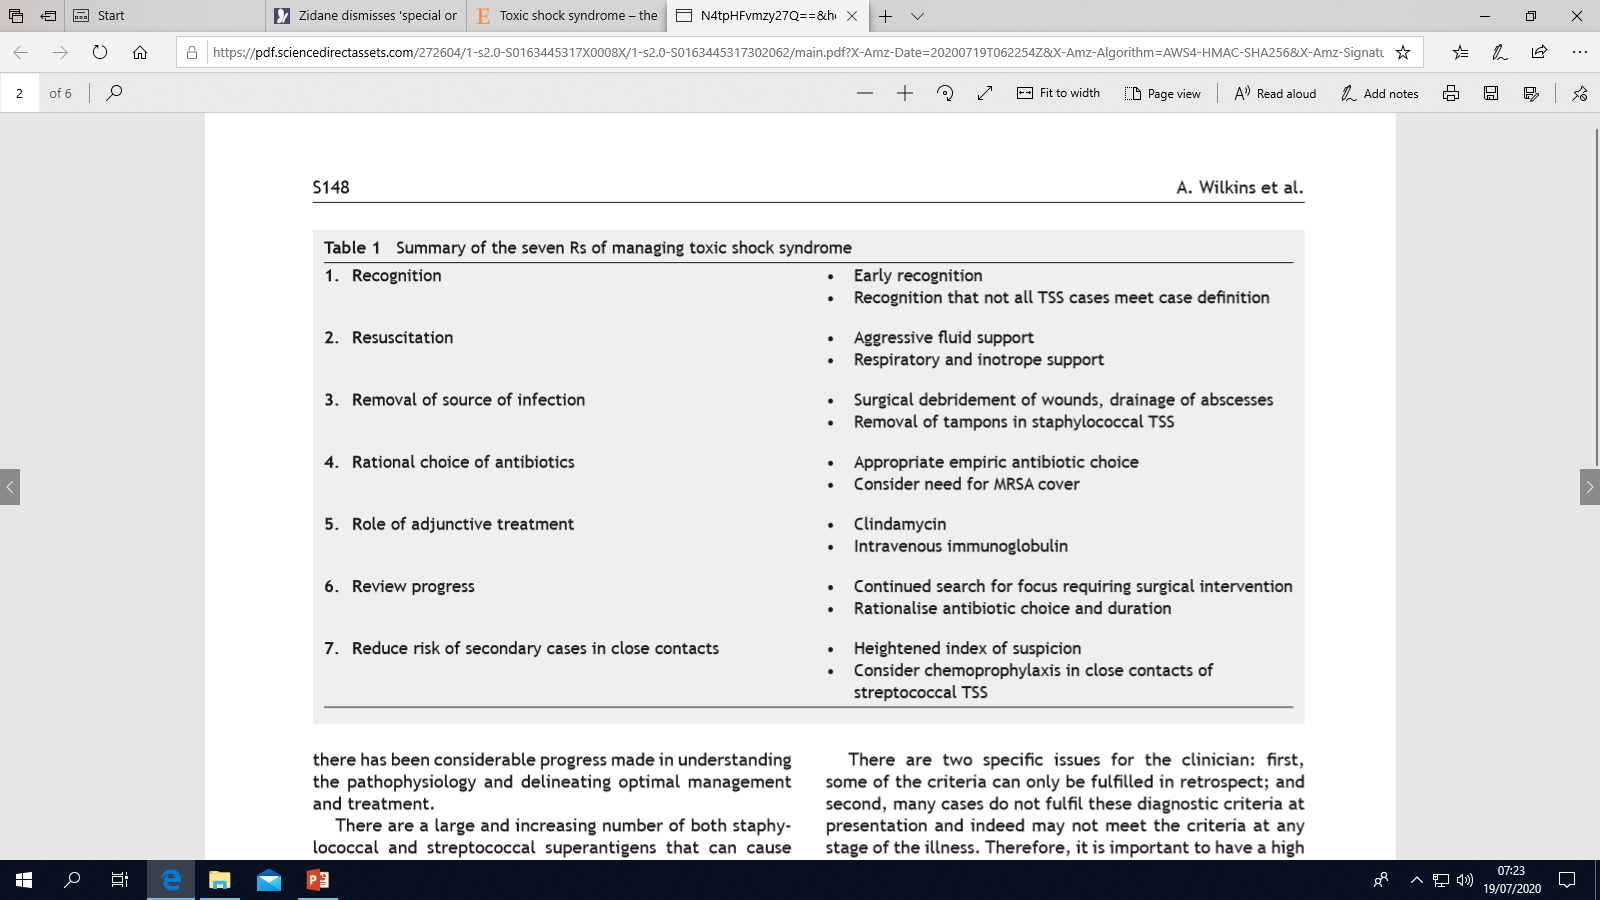 Start
Zidane dismisses 'special or
Toxic shock syndrome – the
N4tpHFvmzy27Q==&h
https://pdf.sciencedirectassets.com/272604/1-s2.0-S0163445317X0008X/1-s2.0-S0163445317302062/main.pdf?X-Amz-Date=20200719T062254Z&X-Amz-Algorithm=AWS4-HMAC-SHA256&X-Amz-Signatu
2 of 6
Fit to width
Page view
Read aloud
Add notes
S148
A. Wilkins et al.
Table 1 Summary of the seven Rs of managing toxic shock syndrome
1. Recognition
• Early recognition
• Recognition that not all TSS cases meet case definition
2. Resuscitation
• Aggressive fluid support
• Respiratory and inotrope support
3. Removal of source of infection
• Surgical debridement of wounds, drainage of abscesses
• Removal of tampons in staphylococcal TSS
4. Rational choice of antibiotics
• Appropriate empiric antibiotic choice
• Consider need for MRSA cover
5. Role of adjunctive treatment
• Clindamycin
• Intravenous immunoglobulin
6. Review progress
• Continued search for focus requiring surgical intervention
• Rationalise antibiotic choice and duration
7. Reduce risk of secondary cases in close contacts
• Heightened index of suspicion
• Consider chemoprophylaxis in close contacts of
streptococcal TSS
there has been considerable progress made in understanding
the pathophysiology and delineating optimal management
and treatment.
There are a large and increasing number of both staphy-
lococcal and streptococcal superantigens that can cause
There are two specific issues for the clinician: first,
some of the criteria can only be fulfilled in retrospect; and
second, many cases do not fulfil these diagnostic criteria at
presentation and indeed may not meet the criteria at any
stage of the illness. Therefore, it is important to have a high
07:23
19/07/2020